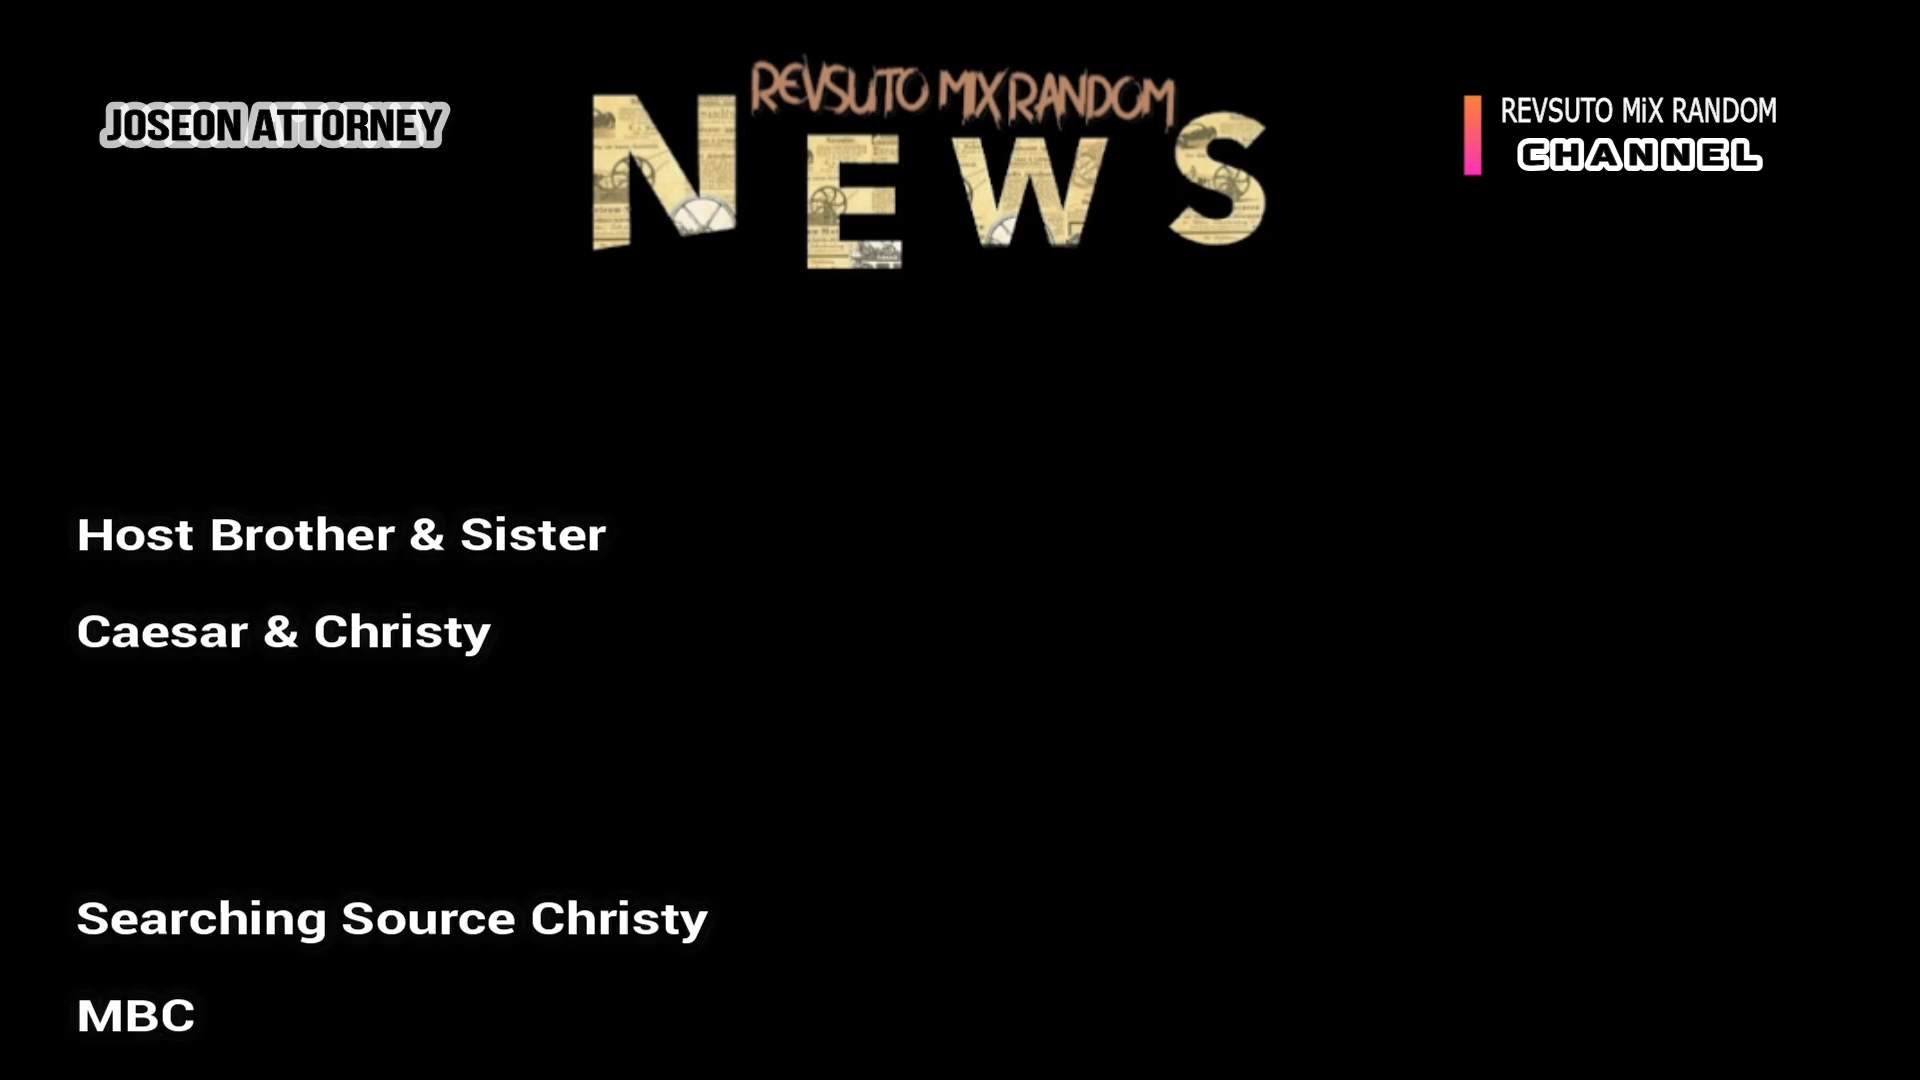 JOSEON ATTORNEY
REVSUTO MIX RANDOM
NEWS
REVSUTO MiX RANDOM
CHANNEL
Host Brother & Sister
Caesar & Christy
Searching Source Christy
MBC